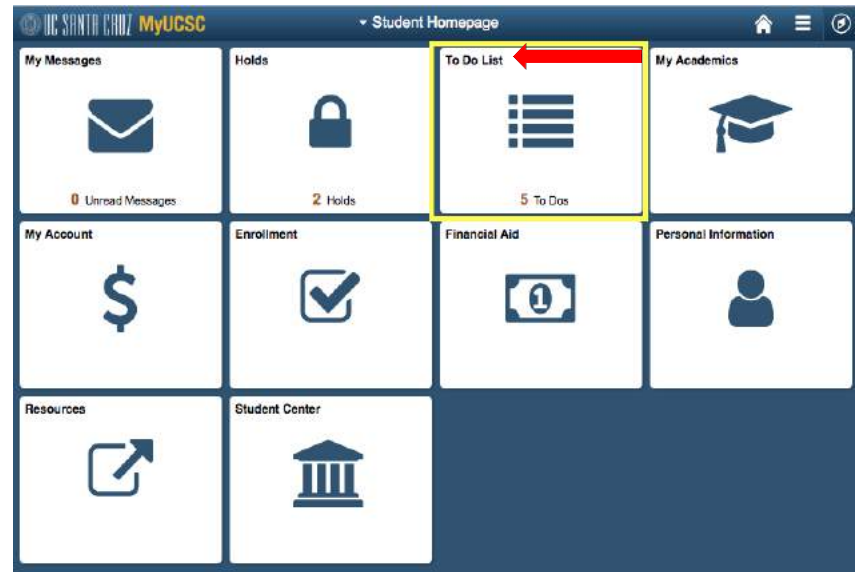 UC SANTA CRUZ MyUCSC
Student Homepage
My Messages
0 Unread Messages
Holds
2 Holds
To Do List
5 To Dos
My Academics
My Account
Enrollment
Financial Aid
1
Personal Information
Resources
Student Center